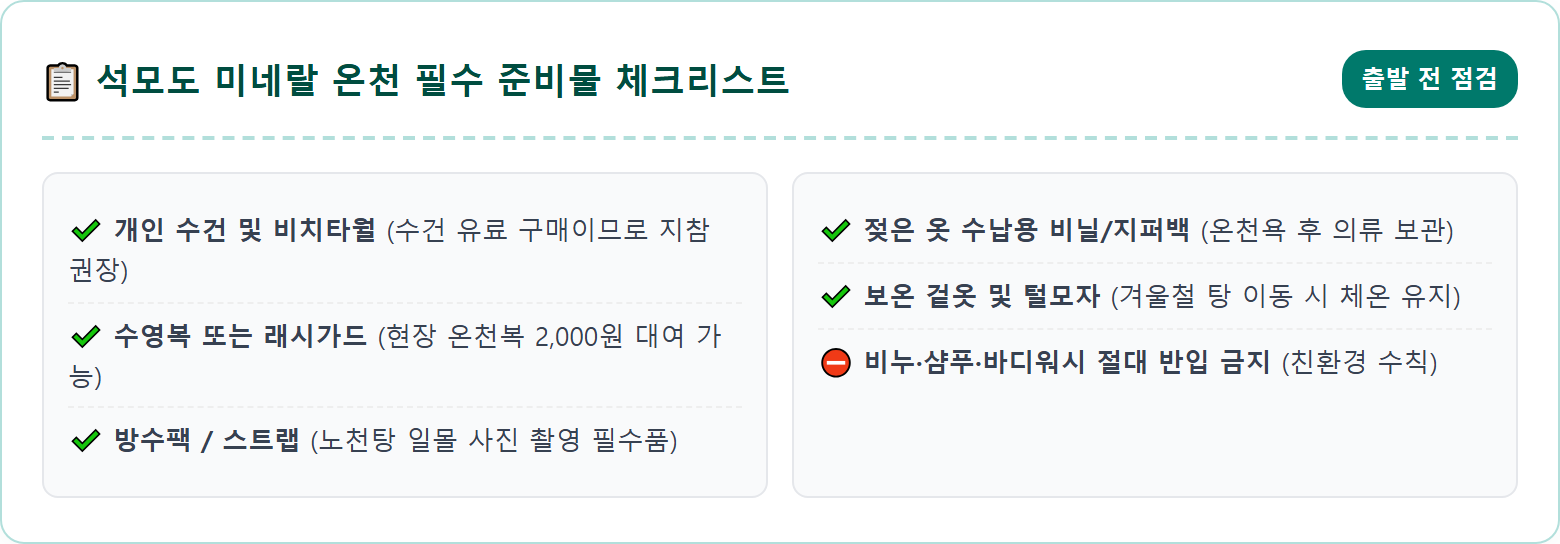 📋 석모도 미네랄 온천 필수 준비물 체크리스트
출발 전 점검
✔ 개인 수건 및 비치타월 (수건 유료 구매이므로 지참
권장)
✔ 수영복 또는 래시가드 (현장 온천복 2,000원 대여 가
능)
✔ 방수팩 / 스트랩 (노천탕 일몰 사진 촬영 필수품)
✔ 젖은 옷 수납용 비닐/지퍼백 (온천욕 후 의류 보관)
✔ 보온 겉옷 및 털모자 (겨울철 탕 이동 시 체온 유지)
⛔ 비누·샴푸·바디워시 절대 반입 금지 (친환경 수칙)